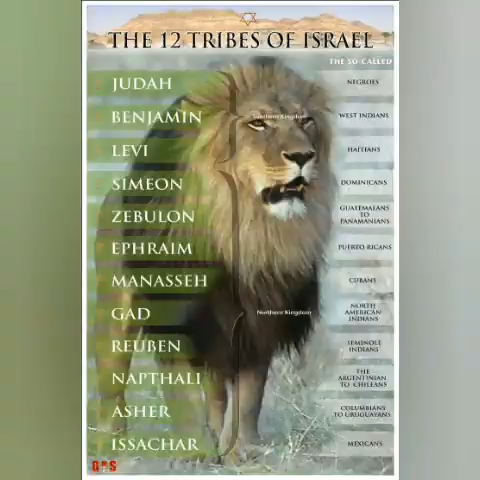 THE 12 TRIBES OF ISRAEL
THE SO-CALLED
JUDAH
NEGROES
BENJAMIN
Southern Kingdom
WEST INDIANS
LEVI
HAITIANS
SIMEON
DOMINICANS
ZEBULON
GUATEMALANS
TO
PANAMANIANS
EPHRAIM
PUERTO RICANS
MANASSEH
CUBANS
GAD
Northern Kingdom
NORTH
AMERICAN
INDIANS
REUBEN
SEMINOLE
INDIANS
NAPTHALI
THE
ARGENTINIAN
TO CHILEANS
ASHER
COLUMBIANS
TO URUGUAYANS
ISSACHAR
MEXICANS